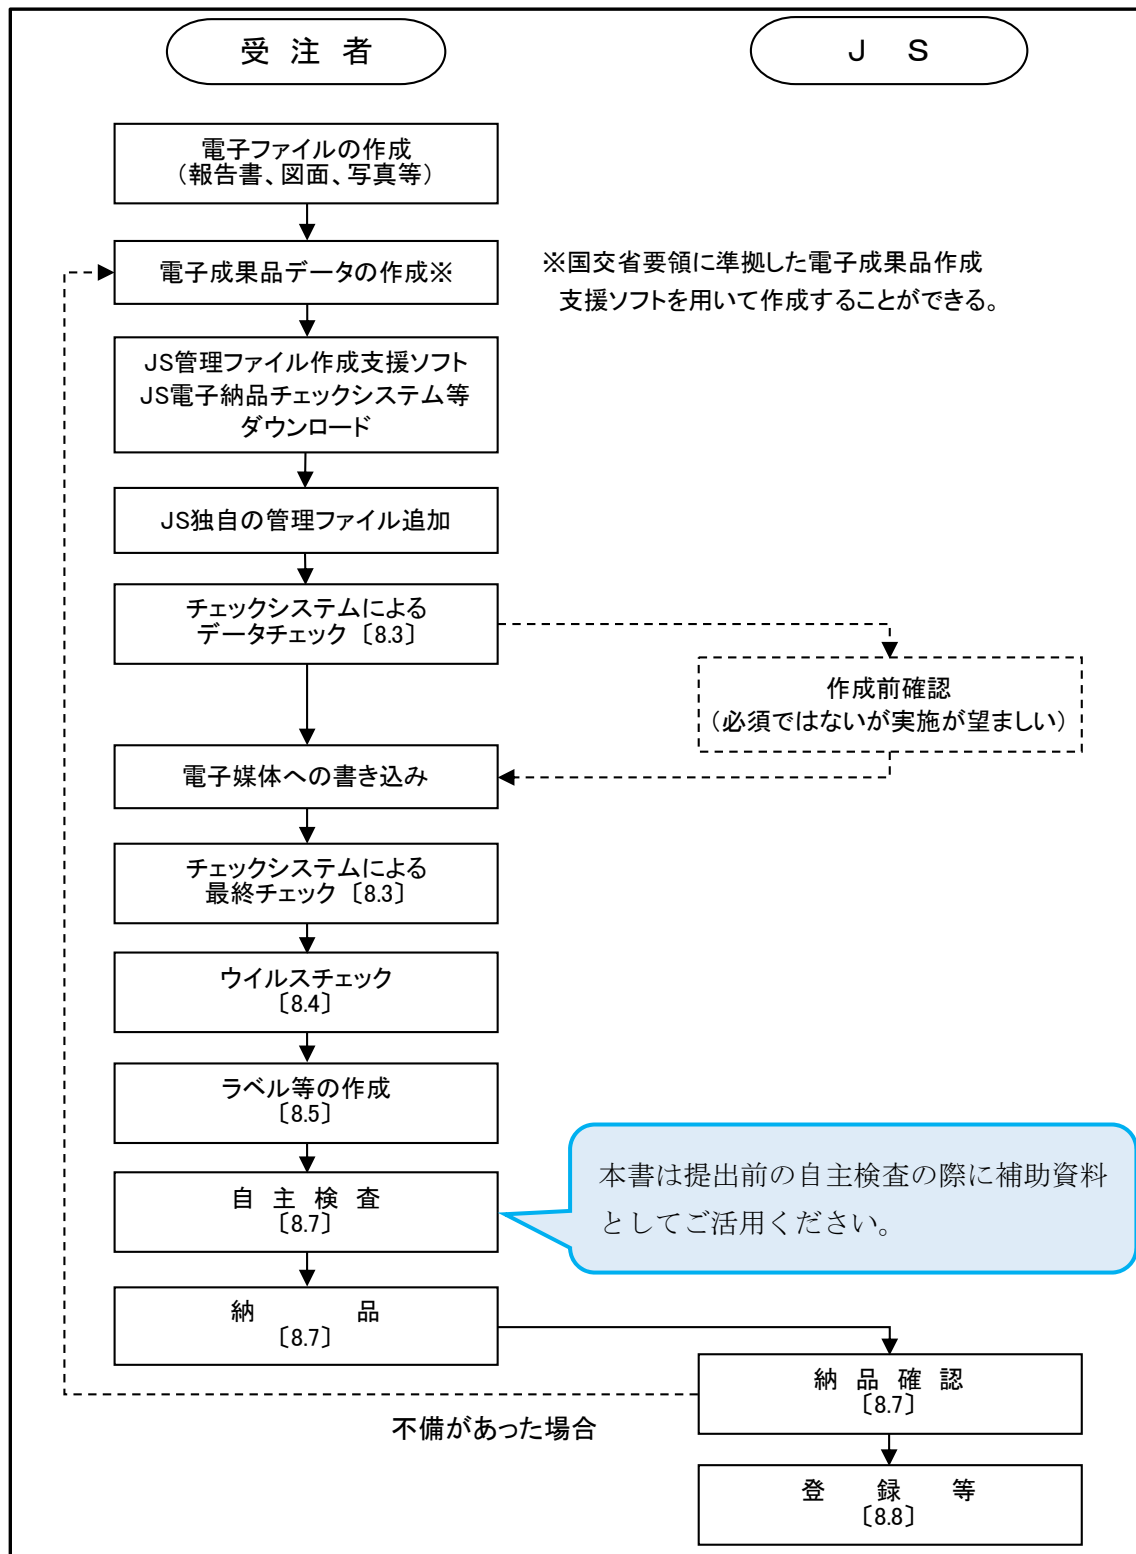 受 注 者
J S
電子ファイルの作成
（報告書、図面、写真等）
電子成果品データの作成※
※国交省要領に準拠した電子成果品作成
支援ソフトを用いて作成することができる。
JS管理ファイル作成支援ソフト
JS電子納品チェックシステム等
ダウンロード
JS独自の管理ファイル追加
チェックシステムによる
データチェック〔8.3〕
作成前確認
（必須ではないが実施が望ましい）
電子媒体への書き込み
チェックシステムによる
最終チェック〔8.3〕
ウイルスチェック
〔8.4〕
ラベル等の作成
〔8.5〕
本書は提出前の自主検査の際に補助資料
としてご活用ください。
自 主 検 査
〔8.7〕
納 品
〔8.7〕
納 品 確 認
〔8.7〕
不備があった場合
登 録 等
〔8.8〕